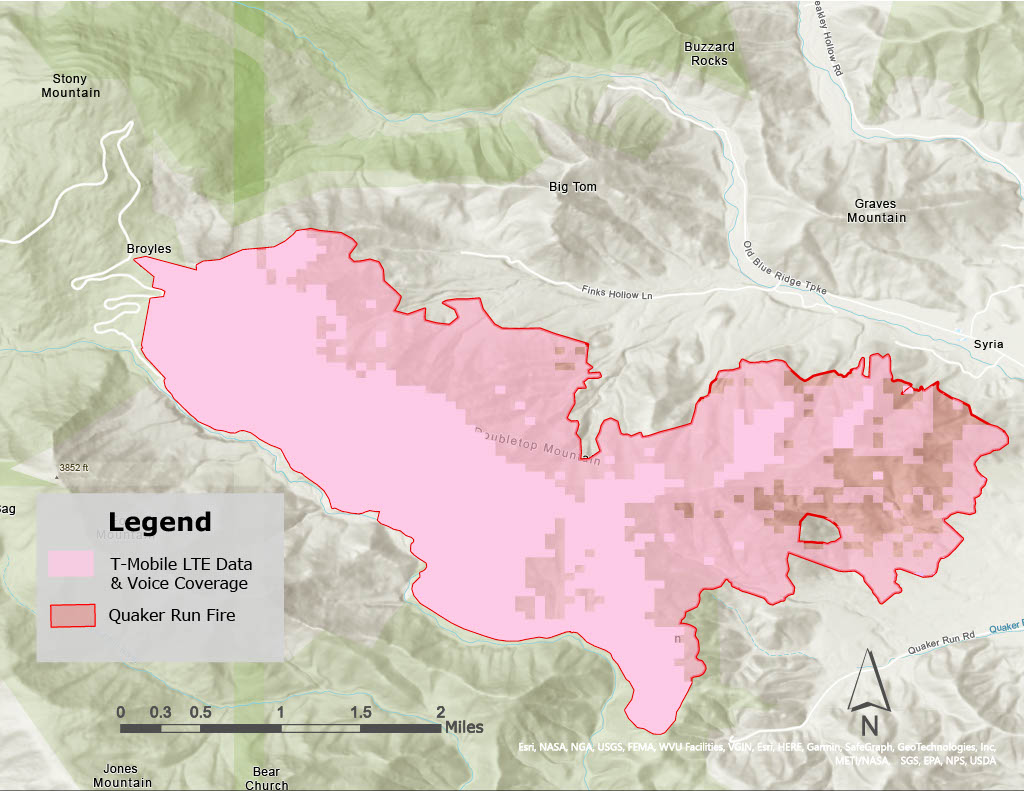 eakley Hollow Rd
Buzzard
Rocks
Stony
Mountain
Big Tom
Graves
Mountain
Broyles
Old Blue Ridge Tpke
Finks Hollow Ln
Syria
Doubletop Mountain
3852 ft
ag
Legend
T-Mobile LTE Data
& Voice Coverage
Quaker Run Fire
Quaker Run Rd
Quaker R
N
0 0.3 0.5 1 1.5 2
Miles
Esri, NASA, NGA, USGS, FEMA, WVU Facilities, VGIN, Esri, HERE, Garmin, SafeGraph, GeoTechnologies, Inc,
METI/NASA, SGS, EPA, NPS, USDA
Jones
Mountain
Bear
Church